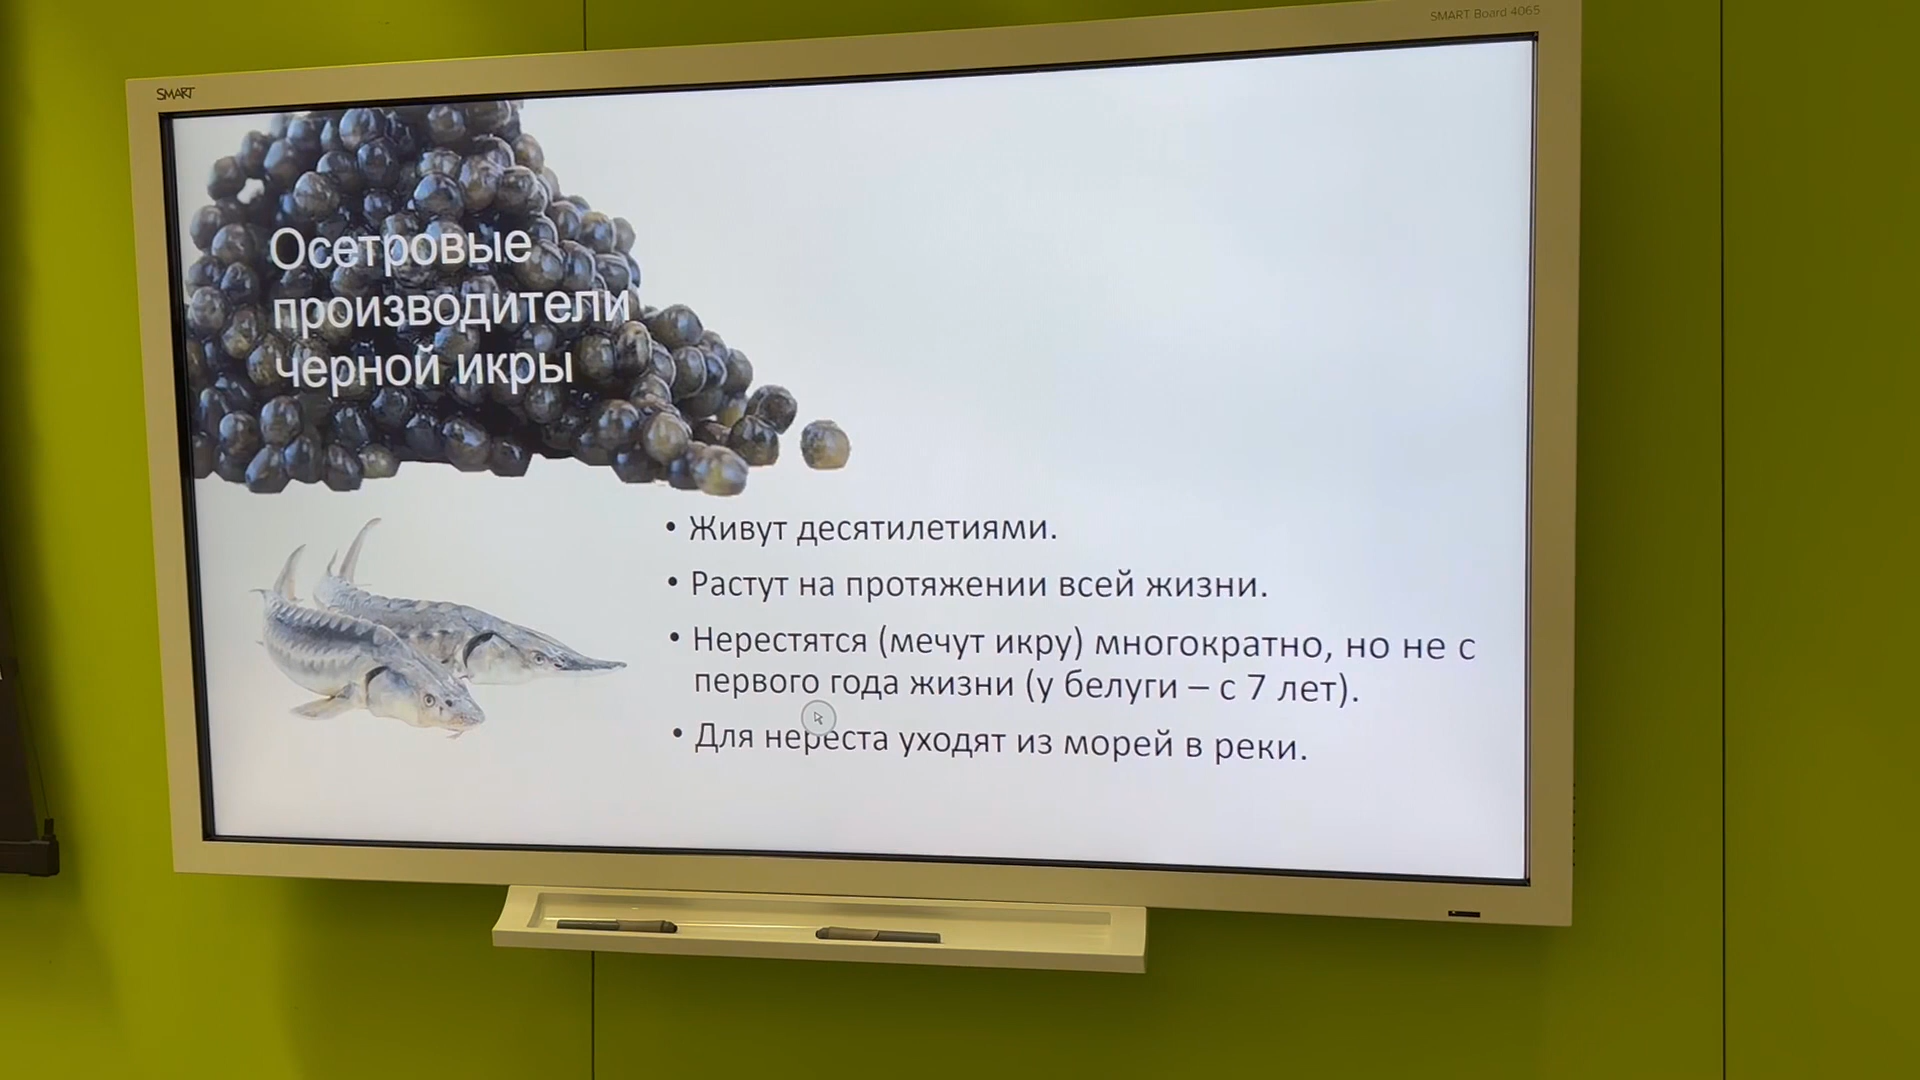 SMART Board 4065
SMART
Осетровые
производители
черной икры
• Живут десятилетиями.
• Растут на протяжении всей жизни.
• Нерестятся (мечут икру) многократно, но не с
первого года жизни (у белуги – с 7 лет).
• Для нереста уходят из морей в реки.